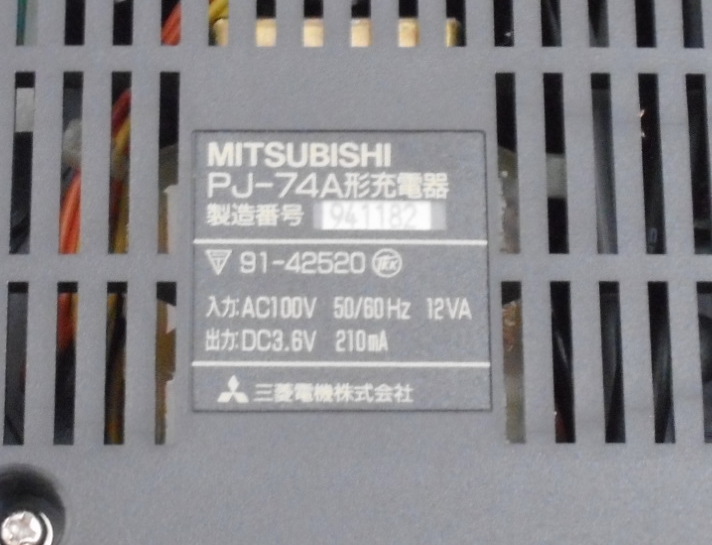 MITSUBISHI
PJ-74A形充電器
製造番号 941182
91-42520
入力:AC100V 50/60Hz 12VA
出力:DC3.6V 210mA
三菱電機株式会社